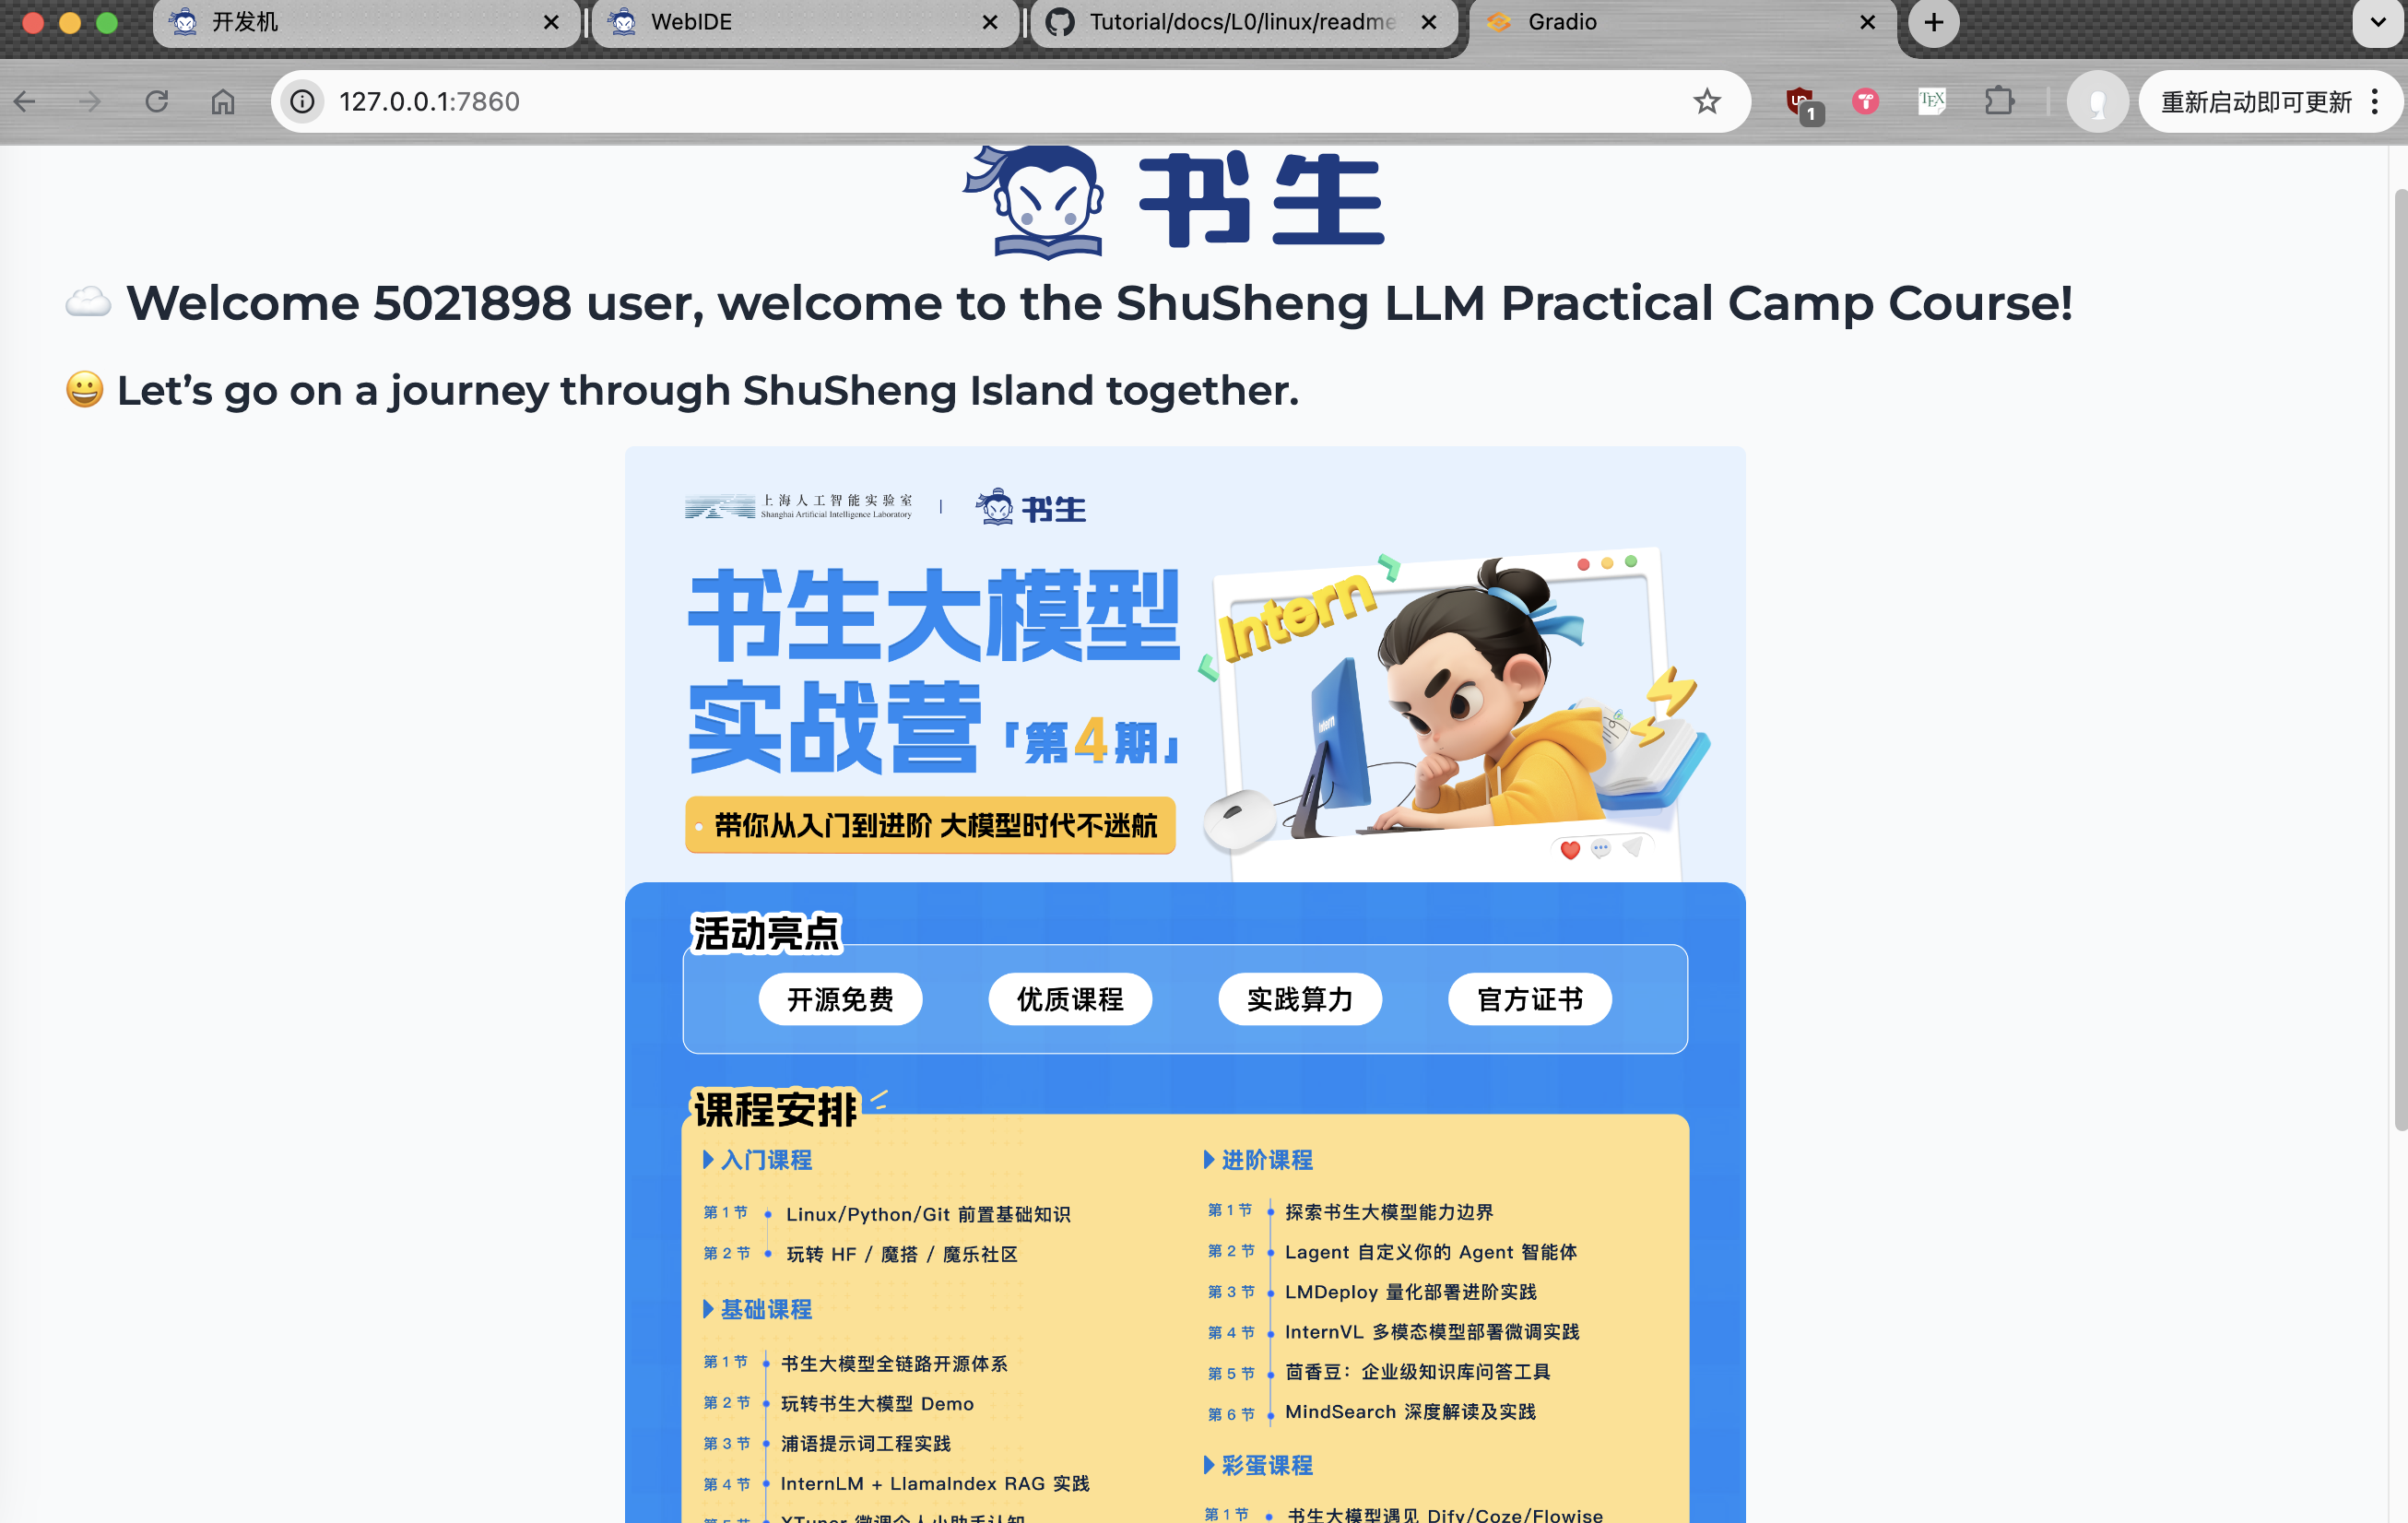 开发机
WebIDE
Tutorial/docs/L0/linux/readme
Gradio
127.0.0.1:7860
1
TEX
重新启动即可更新
书生
Welcome 5021898 user, welcome to the ShuSheng LLM Practical Camp Course!
Let's go on a journey through ShuSheng Island together.
上海人工智能实验室
Shanghai Artificial Intelligence Laboratory
书生
书生大模型
实战营「第4期」
Intern
Intern
带你从入门到进阶 大模型时代不迷航
活动亮点
开源免费 优质课程 实践算力 官方证书
课程安排
入门课程
第1节 Linux/Python/Git 前置基础知识
第2节 玩转 HF / 魔搭 / 魔乐社区
基础课程
第1节 书生大模型全链路开源体系
第2节 玩转书生大模型 Demo
第3节 浦语提示词工程实践
第4节 InternLM + LlamaIndex RAG 实践
第5节 XTuner 微调个人小助手认知
进阶课程
第1节 探索书生大模型能力边界
第2节 Lagent 自定义你的 Agent 智能体
第3节 LMDeploy 量化部署进阶实践
第4节 InternVL 多模态模型部署微调实践
第5节 茴香豆：企业级知识库问答工具
第6节 MindSearch 深度解读及实践
彩蛋课程
第1节 书生大模型遇见 Dify/Coze/Flowise